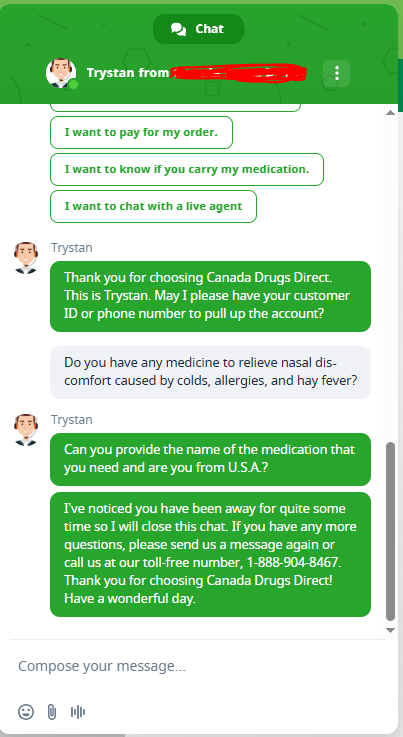 Chat
Trystan from
I want to pay for my order.
I want to know if you carry my medication.
I want to chat with a live agent
Trystan
Thank you for choosing Canada Drugs Direct.
This is Trystan. May I please have your customer
ID or phone number to pull up the account?
Do you have any medicine to relieve nasal dis-
comfort caused by colds, allergies, and hay fever?
Trystan
Can you provide the name of the medication that
you need and are you from U.S.A.?
I've noticed you have been away for quite some
time so I will close this chat. If you have any more
questions, please send us a message again or
call us at our toll-free number, 1-888-904-8467.
Thank you for choosing Canada Drugs Direct!
Have a wonderful day.
Compose your message...